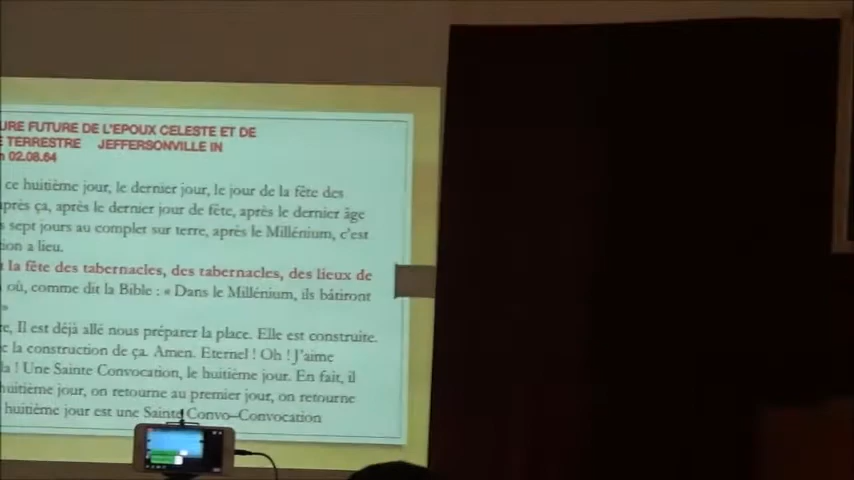 URE FUTURE DE L'EPOUX CELESTE ET DE
TERRESTRE JEFFERSONVILLE IN
02.08.64
ce huitième jour, le dernier jour, le jour de la fête des
après ça, après le dernier jour de fête, après le dernier âge
sept jours au complet sur terre, après le Millénium, c'est
ion a lieu.
la fête des tabernacles, des tabernacles, des lieux de
où, comme dit la Bible : « Dans le Millénium, ils bâtiront
»
Il est déjà allé nous préparer la place. Elle est construite.
la construction de ça. Amen. Eternel ! Oh ! J'aime
la ! Une Sainte Convocation, le huitième jour. En fait, il
huitième jour, on retourne au premier jour, on retourne
huitième jour est une Sainte Convo-Convocation